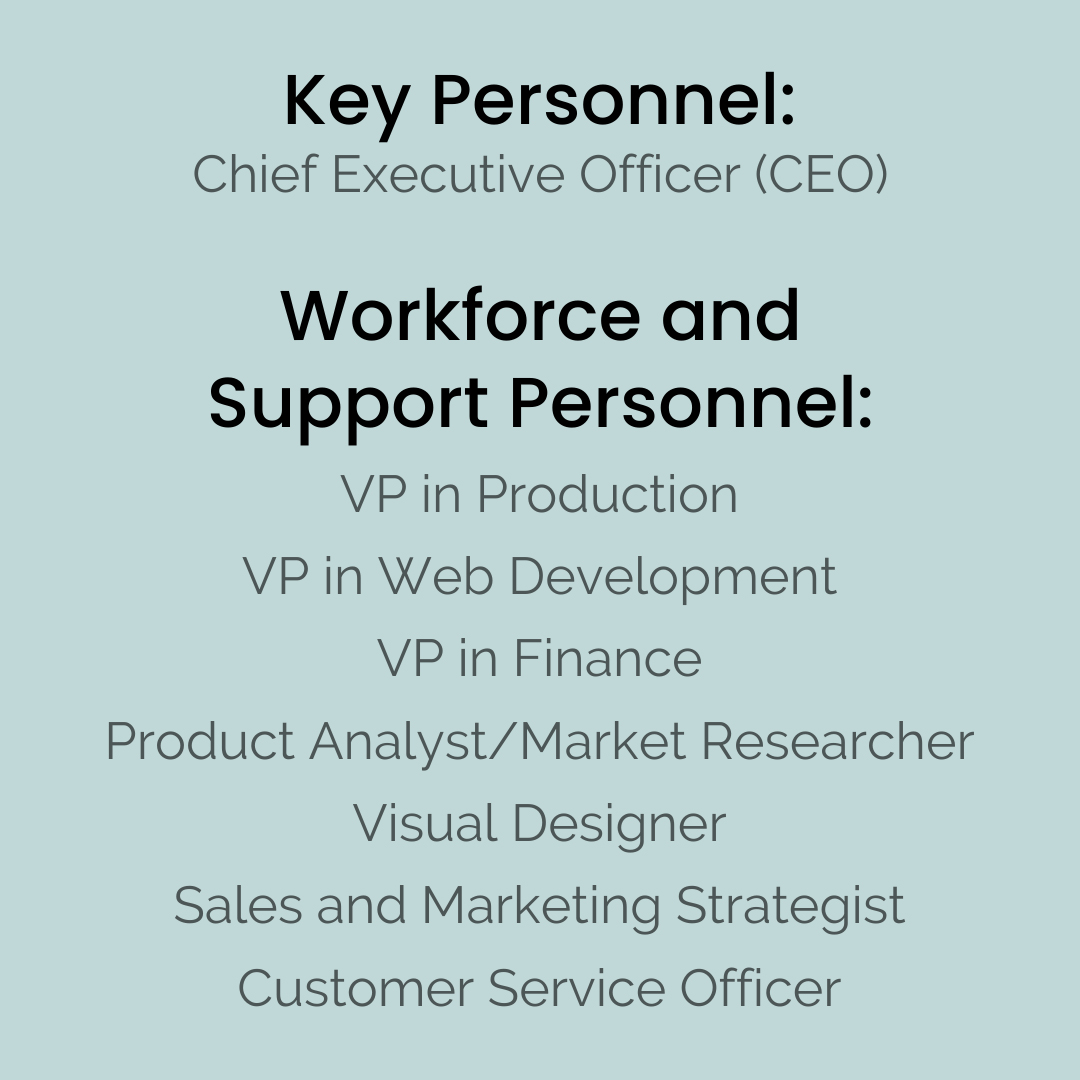 Key Personnel:
Chief Executive Officer (CEO)
Workforce and
Support Personnel:
VP in Production
VP in Web Development
VP in Finance
Product Analyst/Market Researcher
Visual Designer
Sales and Marketing Strategist
Customer Service Officer